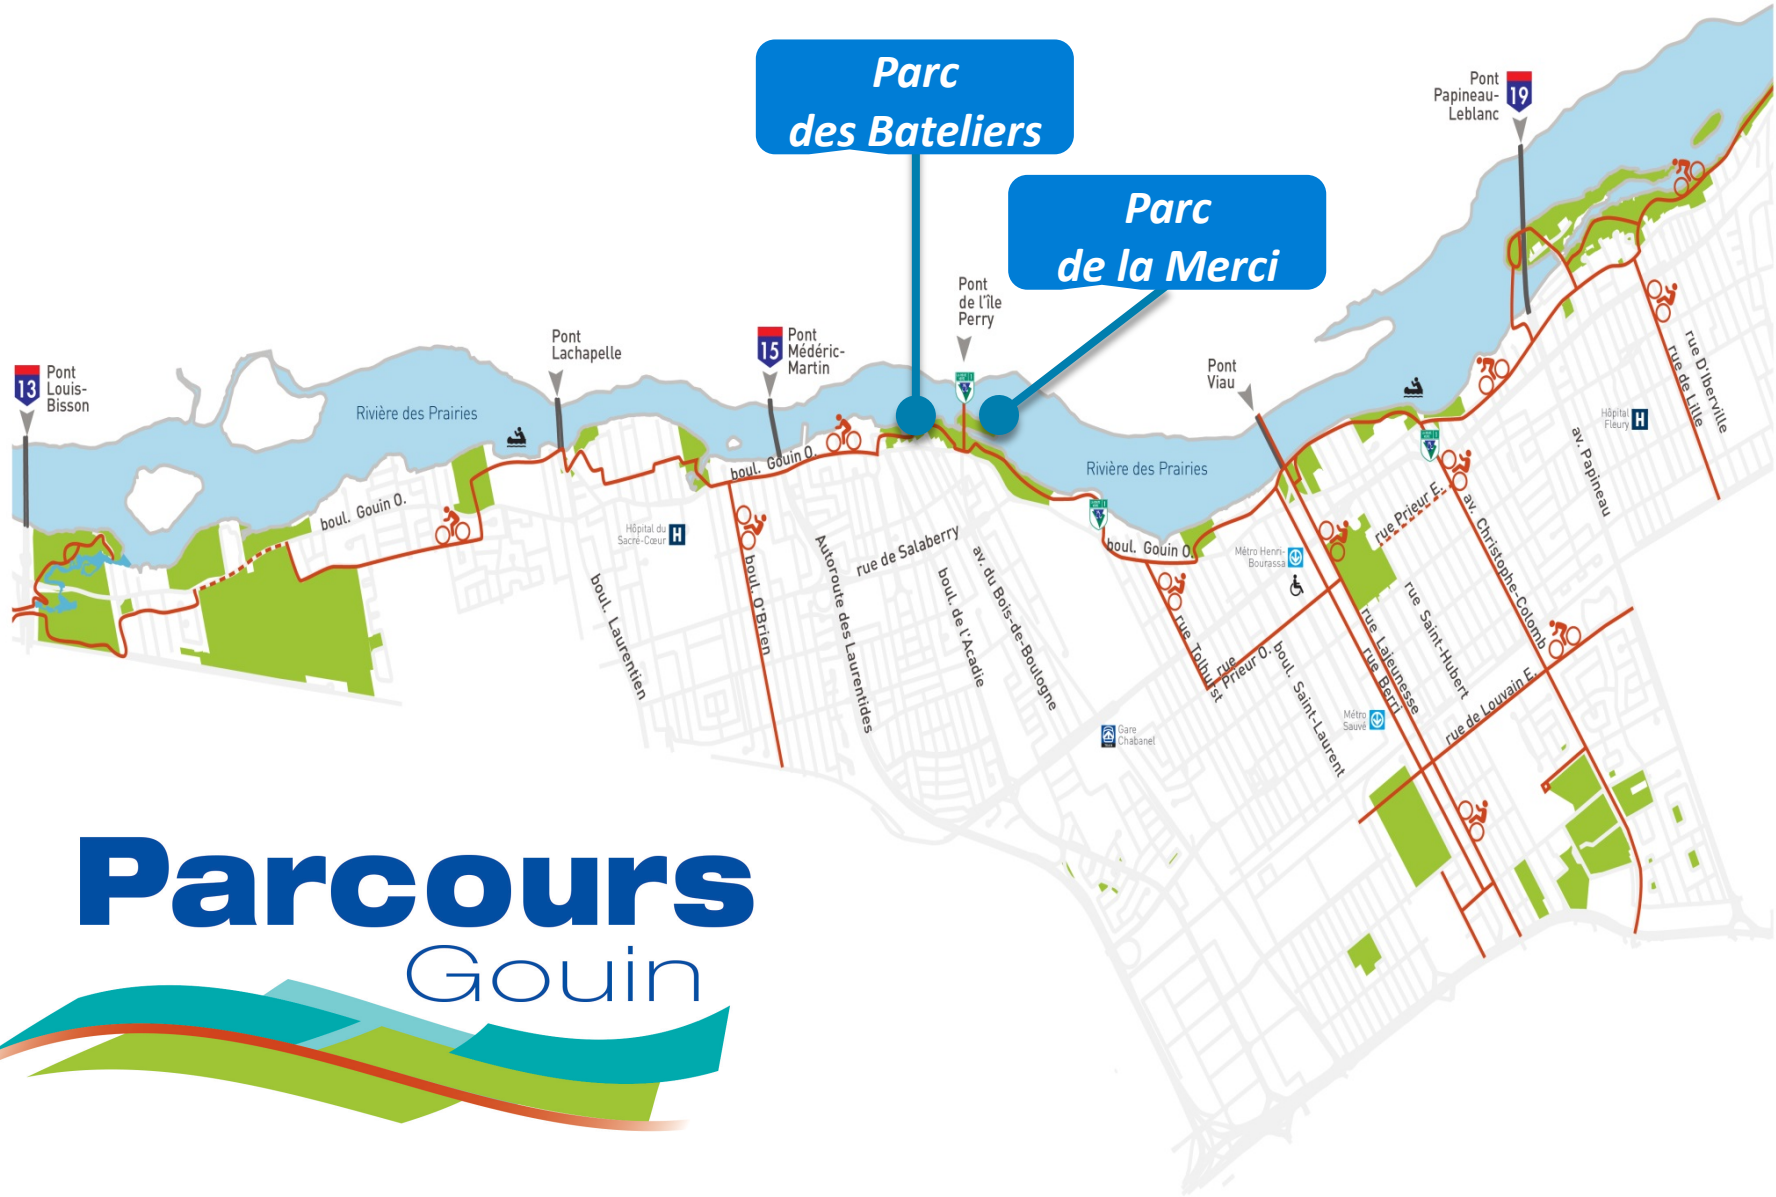 Parc
des Bateliers
Parc
de la Merci
Pont
Papineau-
Leblanc
19
Pont
de l'île
Perry
Pont
Lachapelle
15
Pont
Médéric-
Martin
13
Pont
Louis-
Bisson
Pont
Viau
Rivière des Prairies
Rivière des Prairies
boul. Gouin O.
boul. Gouin O.
boul. Gouin O.
Hôpital du
Sacré-Cœur
H
Hôpital
Fleury
H
rue D'Iberville
rue de Lille
av. Papineau
rue Prieur E.
av. Christophe-Colomb
Métro Henri-
Bourassa
rue de Salaberry
boul. Laurentien
boul. O'Brien
Autoroute des Laurentides
boul. de l'Acadie
av. du Bois-de-Boulogne
rue Tolhurst
rue
Prieur O.
boul. Saint-Laurent
rue Lajeunesse
rue Berri
rue Saint-Hubert
rue de Louvain E.
Métro
Sauvé
Gare
Chabanel
Parcours
Gouin